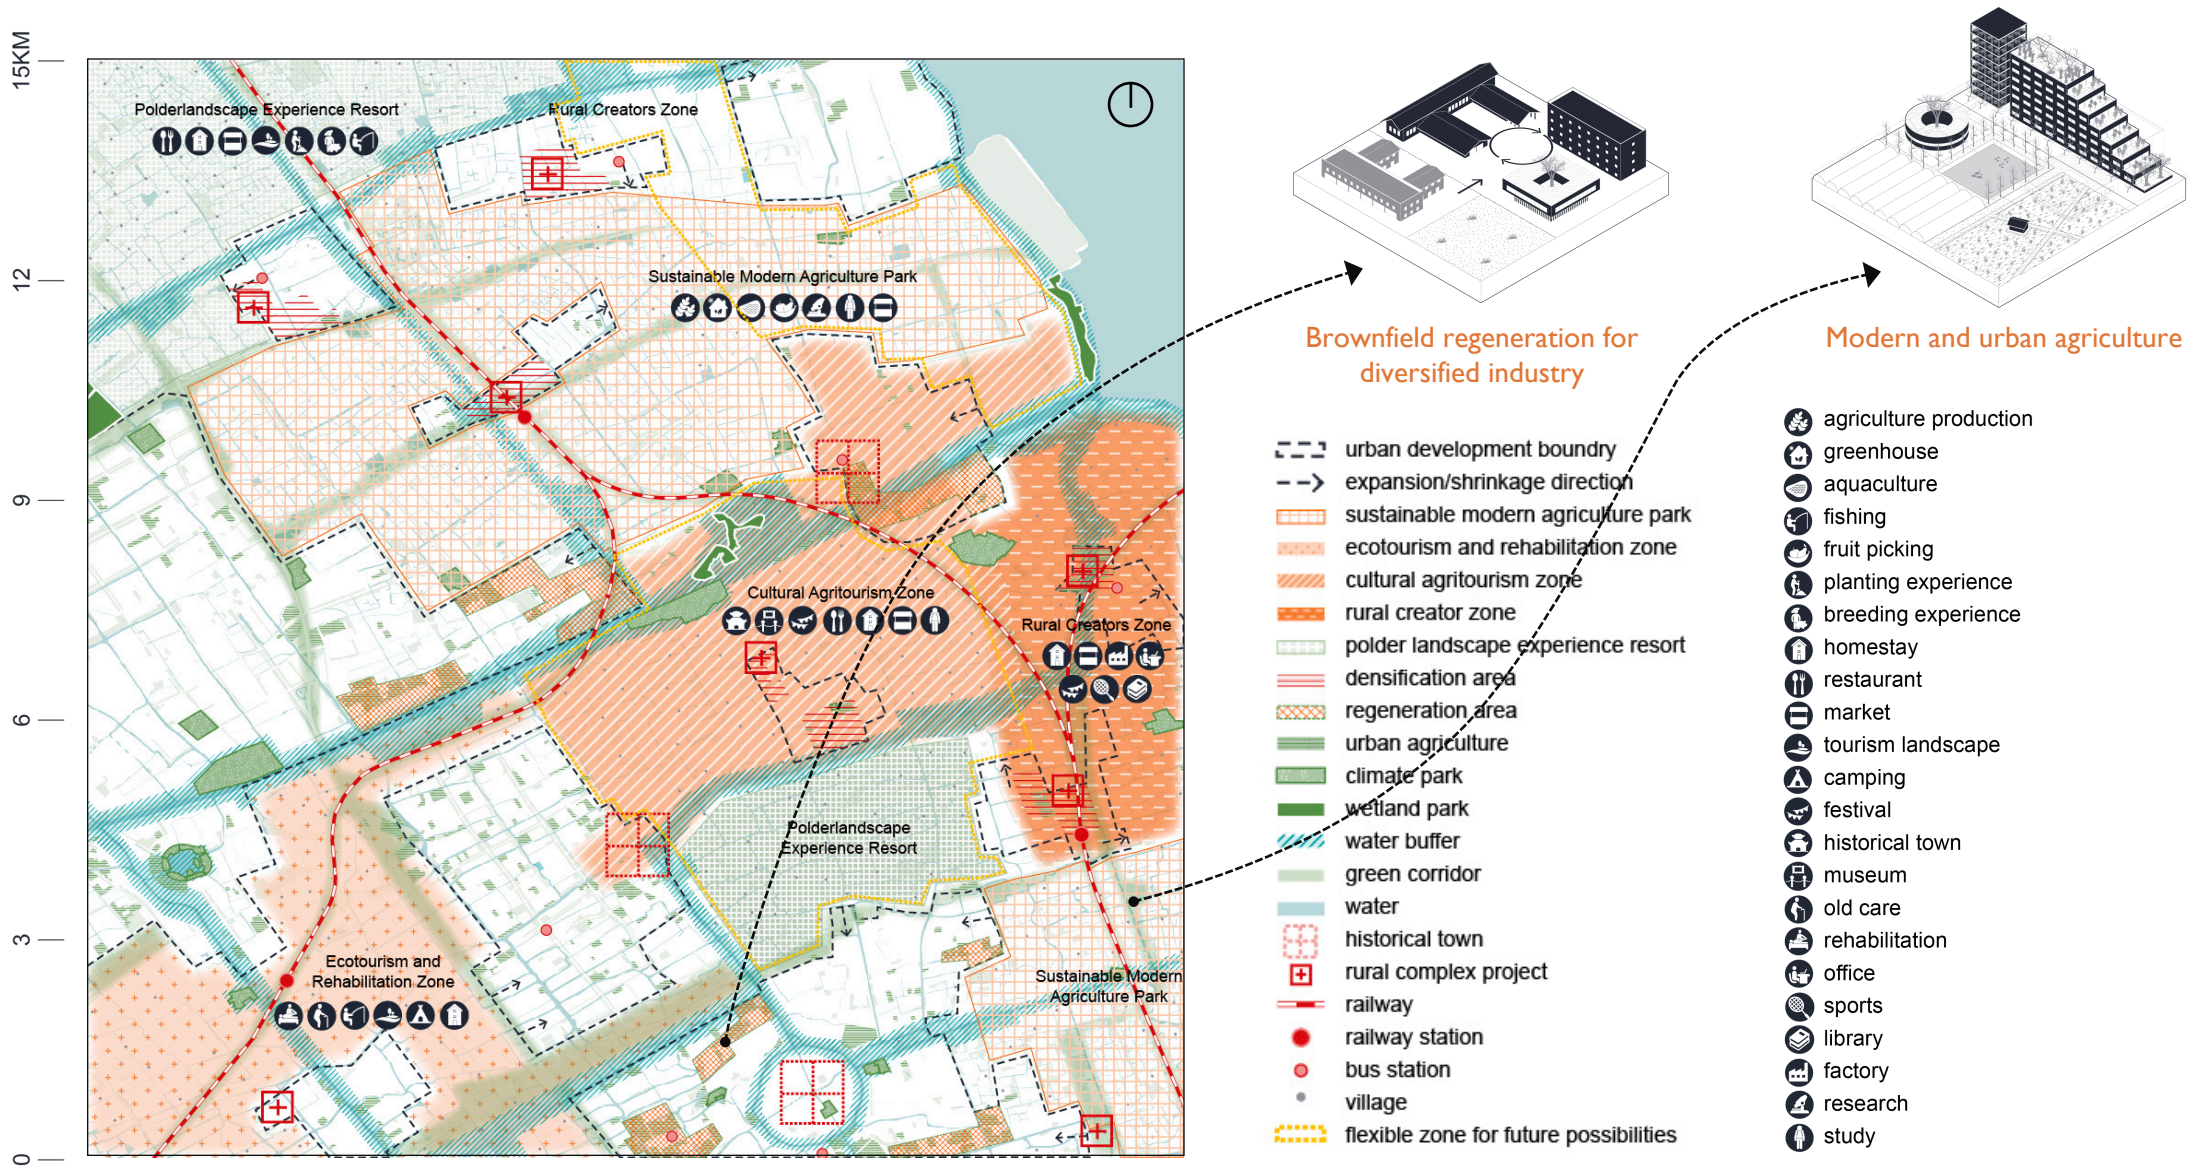 15KM
12
9
6
3
0
Polderlandscape Experience Resort
Rural Creators Zone
Sustainable Modern Agriculture Park
Cultural Agritourism Zone
Rural Creators Zone
Polderlandscape
Experience Resort
Ecotourism and
Rehabilitation Zone
Sustainable Modern
Agriculture Park
Brownfield regeneration for
diversified industry
Modern and urban agriculture
urban development boundry
expansion/shrinkage direction
sustainable modern agriculture park
ecotourism and rehabilitation zone
cultural agritourism zone
rural creator zone
polder landscape experience resort
densification area
regeneration area
urban agriculture
climate park
wetland park
water buffer
green corridor
water
historical town
rural complex project
railway
railway station
bus station
village
flexible zone for future possibilities
agriculture production
greenhouse
aquaculture
fishing
fruit picking
planting experience
breeding experience
homestay
restaurant
market
tourism landscape
camping
festival
historical town
museum
old care
rehabilitation
office
sports
library
factory
research
study